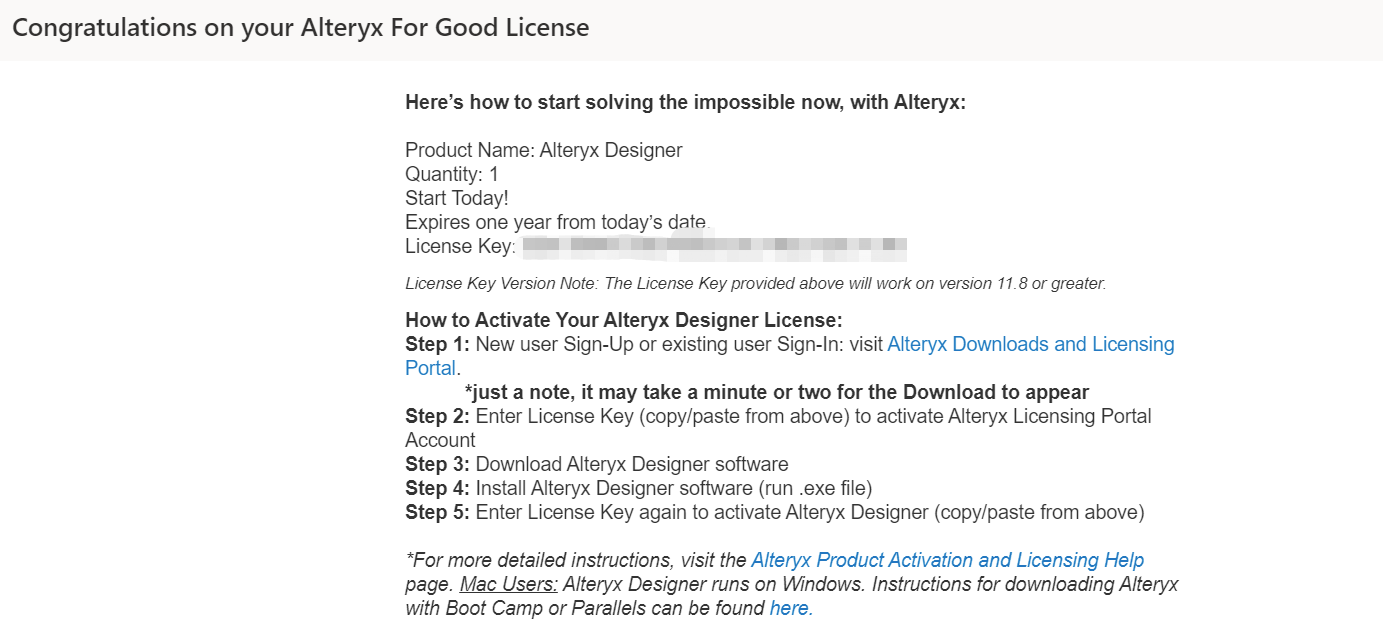 Congratulations on your Alteryx For Good License
Here’s how to start solving the impossible now, with Alteryx:
Product Name: Alteryx Designer
Quantity: 1
Start Today!
Expires one year from today’s date.
License Key:
License Key Version Note: The License Key provided above will work on version 11.8 or greater.
How to Activate Your Alteryx Designer License:
Step 1: New user Sign-Up or existing user Sign-In: visit Alteryx Downloads and Licensing
Portal.
*just a note, it may take a minute or two for the Download to appear
Step 2: Enter License Key (copy/paste from above) to activate Alteryx Licensing Portal
Account
Step 3: Download Alteryx Designer software
Step 4: Install Alteryx Designer software (run .exe file)
Step 5: Enter License Key again to activate Alteryx Designer (copy/paste from above)
*For more detailed instructions, visit the Alteryx Product Activation and Licensing Help
page. Mac Users: Alteryx Designer runs on Windows. Instructions for downloading Alteryx
with Boot Camp or Parallels can be found here.